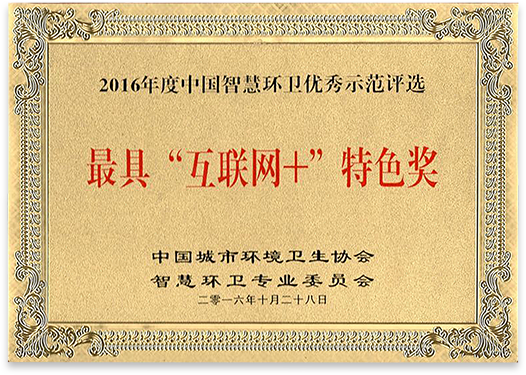 2016年度中国智慧环卫优秀示范评选
最具“互联网+”特色奖
中国城市环境卫生协会
智慧环卫专业委员会
二零一六年十月二十八日